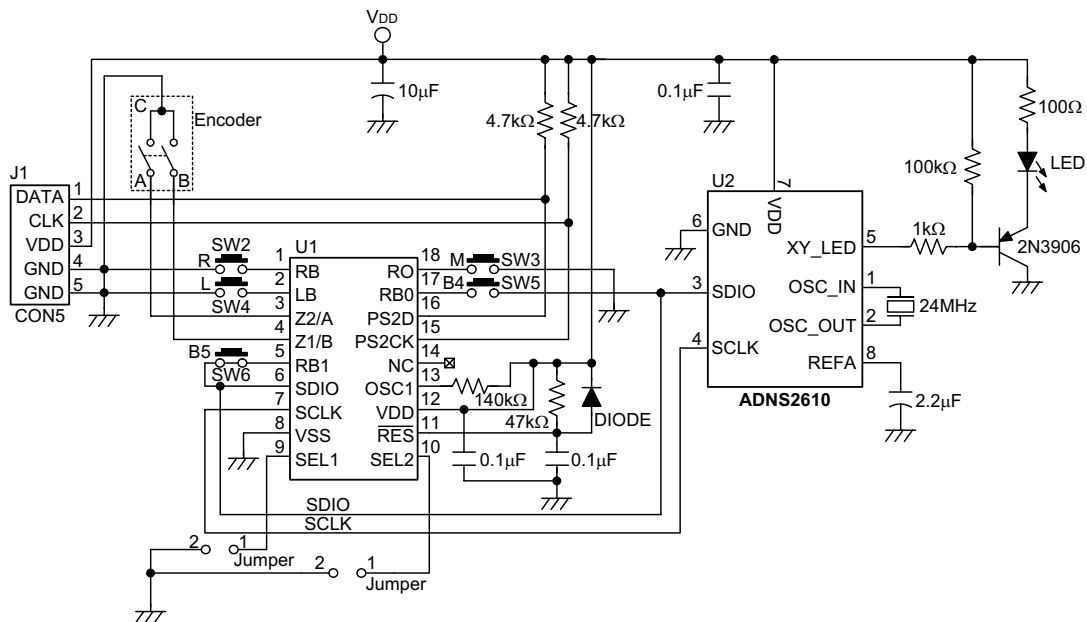 VDD
10μF
0.1μF
100Ω
C
Encoder
4.7kΩ
4.7kΩ
A
B
LED
100kΩ
J1
DATA 1
CLK 2
VDD 3
GND 4
GND 5
CON5
U2
7
VDD
6
GND
XY_LED
5
1kΩ
2N3906
3
SDIO
OSC_IN
1
24MHz
OSC_OUT
2
4
SCLK
REFA
8
2.2μF
ADNS2610
SW2
R
L
SW4
B5
SW6
U1
1 RB
2 LB
3 Z2/A
4 Z1/B
5 RB1
6 SDIO
7 SCLK
8 VSS
9 SEL1
RO 18
RB0 17
PS2D 16
PS2CK 15
NC 14
OSC1 13
VDD 12
RES 11
SEL2 10
M
SW3
B4
SW5
140kΩ
47kΩ
DIODE
0.1μF
0.1μF
SDIO
SCLK
2
1
Jumper
2
1
Jumper